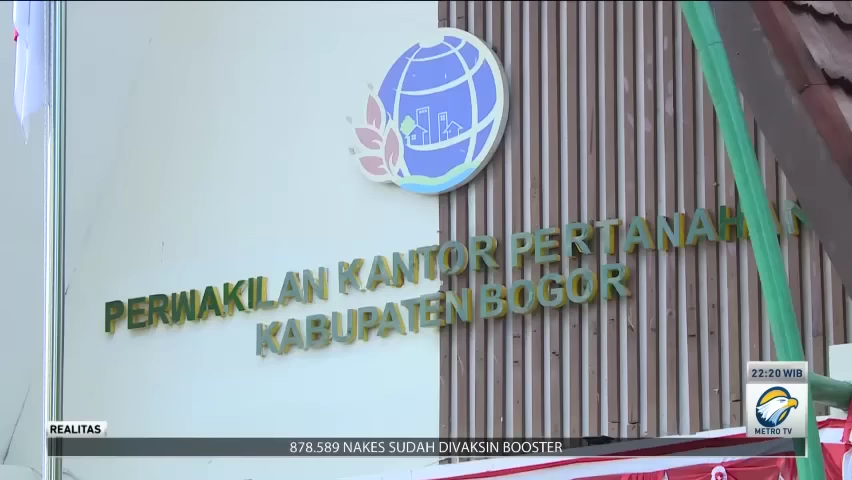 PERWAKILAN KANTOR PERTANAHAN
KABUPATEN BOGOR
22:20 WIB
METRO TV
REALITAS
878.589 NAKES SUDAH DIVAKSIN BOOSTER